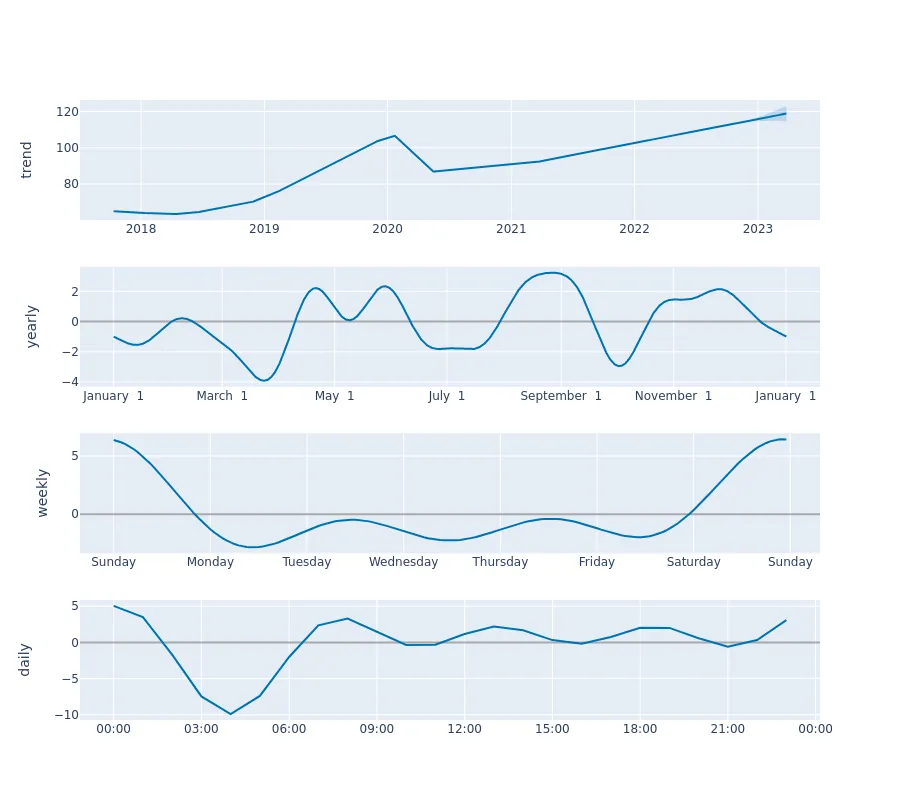 trend
120
100
80
2018 2019 2020 2021 2022 2023
yearly
2
0
−2
−4
January 1 March 1 May 1 July 1 September 1 November 1 January 1
weekly
5
0
Sunday Monday Tuesday Wednesday Thursday Friday Saturday Sunday
daily
5
0
−5
−10
00:00 03:00 06:00 09:00 12:00 15:00 18:00 21:00 00:00